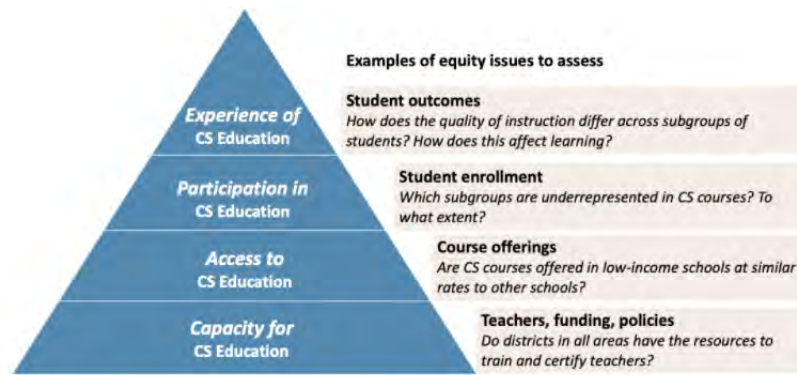 Examples of equity issues to assess
Experience of
CS Education
Student outcomes
How does the quality of instruction differ across subgroups of
students? How does this affect learning?
Participation in
CS Education
Student enrollment
Which subgroups are underrepresented in CS courses? To
what extent?
Access to
CS Education
Course offerings
Are CS courses offered in low-income schools at similar
rates to other schools?
Capacity for
CS Education
Teachers, funding, policies
Do districts in all areas have the resources to
train and certify teachers?